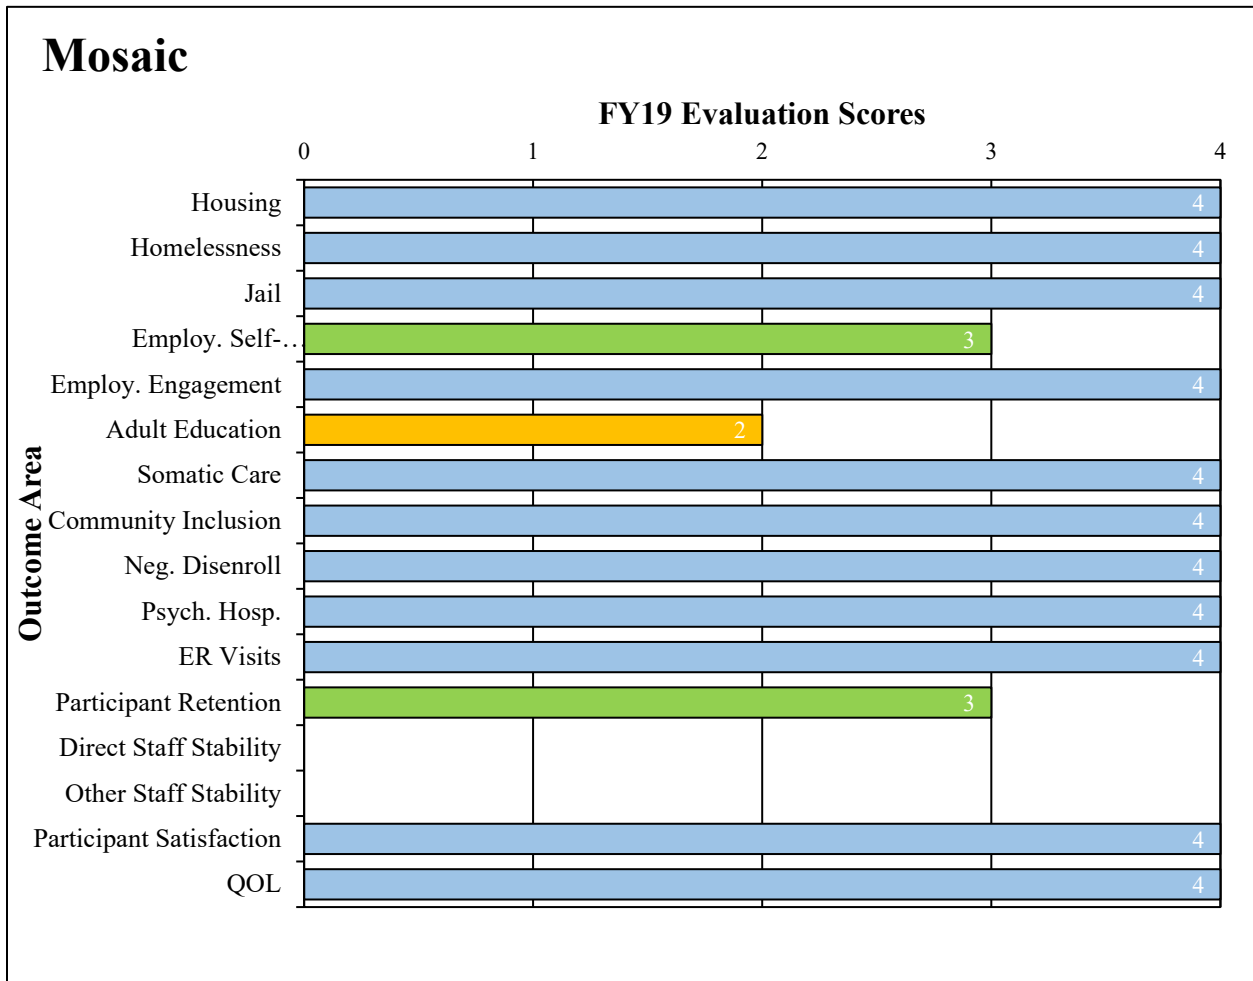 Mosaic
FY19 Evaluation Scores
0 1 2 3 4
Housing 4
Homelessness 4
Jail 4
Employ. Self-… 3
Employ. Engagement 4
Adult Education 2
Somatic Care 4
Community Inclusion 4
Neg. Disenroll 4
Psych. Hosp. 4
ER Visits 4
Participant Retention 3
Direct Staff Stability
Other Staff Stability
Participant Satisfaction 4
QOL 4
Outcome Area